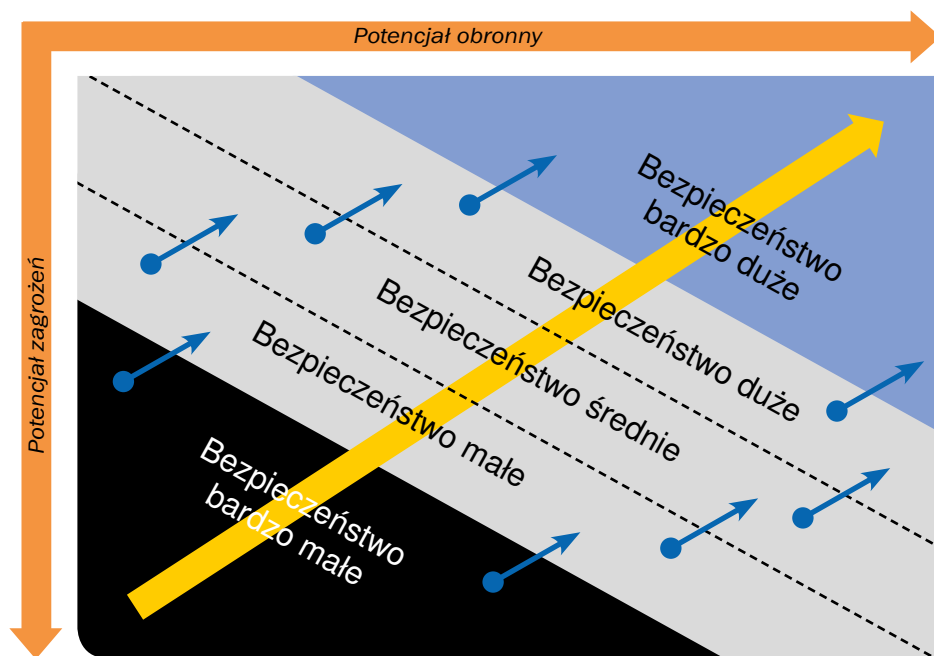 Potencjał obronny
Potencjał zagrożeń
Bezpieczeństwo
bardzo duże
Bezpieczeństwo duże
Bezpieczeństwo średnie
Bezpieczeństwo małe
Bezpieczeństwo
bardzo małe